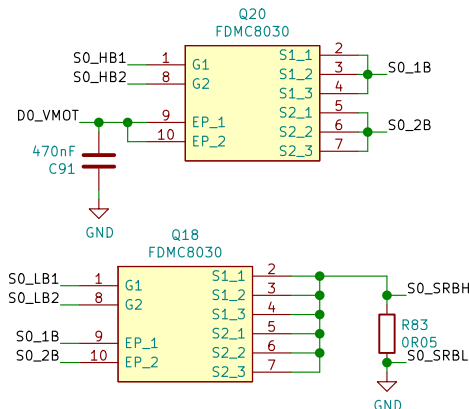 Q20
FDMC8030
S0_HB1 1 G1 S1_1 2
S0_HB2 8 G2 S1_2 3 S0_1B
S1_3 4
D0_VMOT 9 EP_1 S2_1 5
10 EP_2 S2_2 6 S0_2B
S2_3 7
470nF
C91
GND
Q18
FDMC8030
S0_LB1 1 G1 S1_1 2
S0_LB2 8 G2 S1_2 3 S0_SRBH
S1_3 4
S0_1B 9 EP_1 S2_1 5
S0_2B 10 EP_2 S2_2 6
S2_3 7
R83
0R05
S0_SRBL
GND